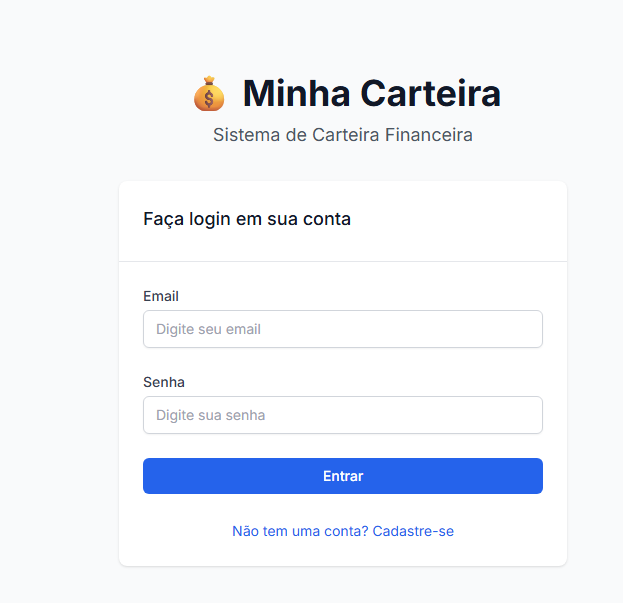 Minha Carteira
Sistema de Carteira Financeira
Faça login em sua conta
Email
Digite seu email
Senha
Digite sua senha
Entrar
Não tem uma conta? Cadastre-se